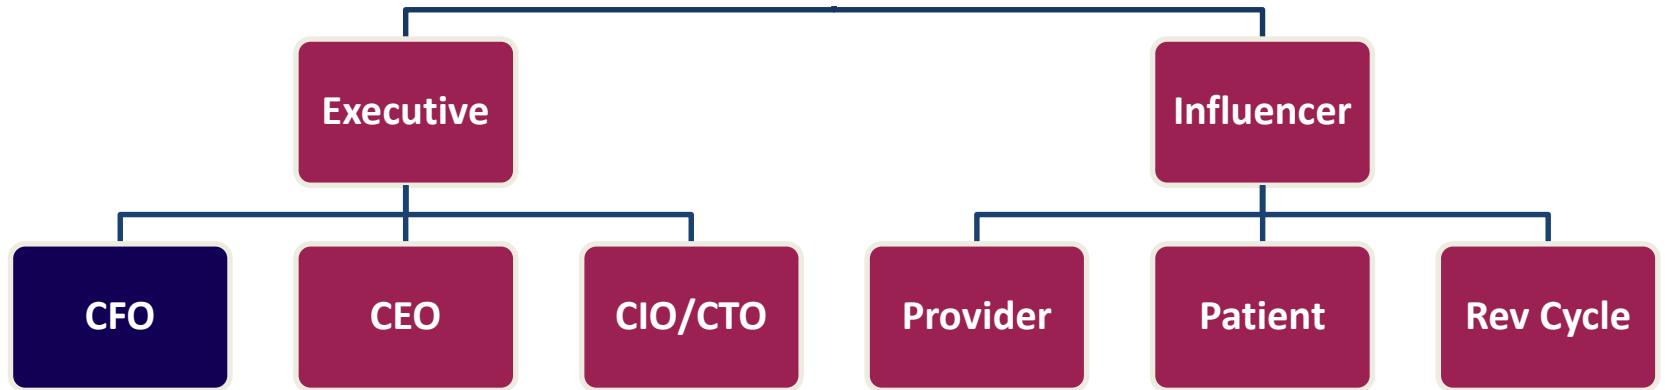 Executive
Influencer
CFO
CEO
CIO/CTO
Provider
Patient
Rev Cycle